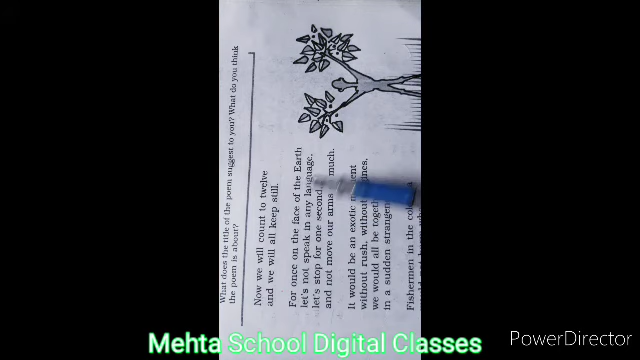 What does the title of the poem suggest to you? What do you think
the poem is about?
Now we will count to twelve
and we will all keep still.
For once on the face of the Earth
let's not speak in any language,
let's stop for one second,
and not move our arms much.
It would be an exotic
without rush, without
we would all be
in a sudden
Fishermen in the
Mehta School Digital Classes
PowerDirector